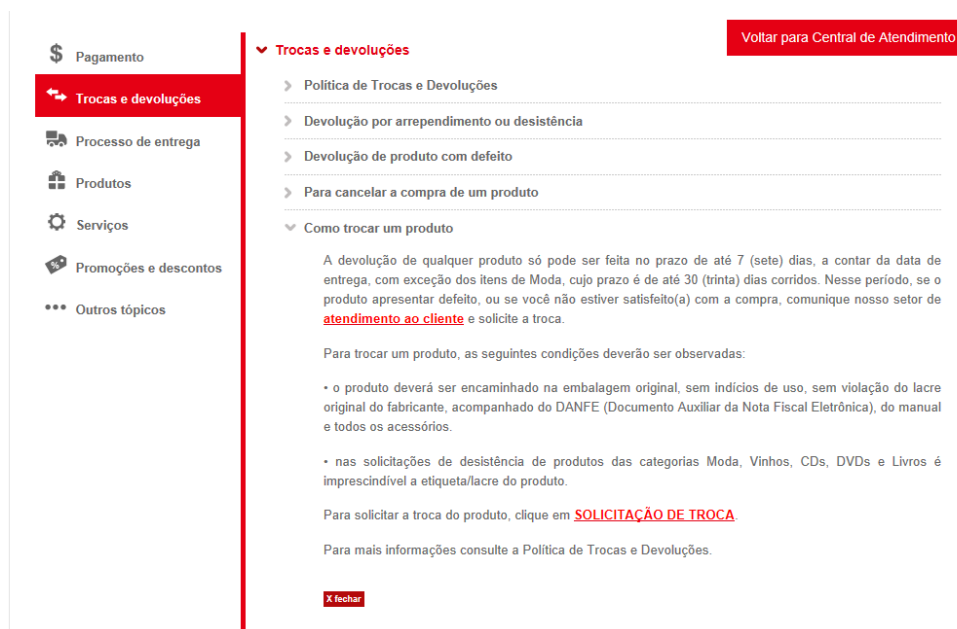 Voltar para Central de Atendimento
$ Pagamento
Trocas e devoluções
Processo de entrega
Produtos
Serviços
Promoções e descontos
Outros tópicos
Trocas e devoluções
Política de Trocas e Devoluções
Devolução por arrependimento ou desistência
Devolução de produto com defeito
Para cancelar a compra de um produto
Como trocar um produto
A devolução de qualquer produto só pode ser feita no prazo de até 7 (sete) dias, a contar da data de
entrega, com exceção dos itens de Moda, cujo prazo é de até 30 (trinta) dias corridos. Nesse período, se o
produto apresentar defeito, ou se você não estiver satisfeito(a) com a compra, comunique nosso setor de
atendimento ao cliente e solicite a troca.
Para trocar um produto, as seguintes condições deverão ser observadas:
• o produto deverá ser encaminhado na embalagem original, sem indícios de uso, sem violação do lacre
original do fabricante, acompanhado do DANFE (Documento Auxiliar da Nota Fiscal Eletrônica), do manual
e todos os acessórios.
• nas solicitações de desistência de produtos das categorias Moda, Vinhos, CDs, DVDs e Livros é
imprescindível a etiqueta/lacre do produto.
Para solicitar a troca do produto, clique em SOLICITAÇÃO DE TROCA.
Para mais informações consulte a Política de Trocas e Devoluções.
X fechar